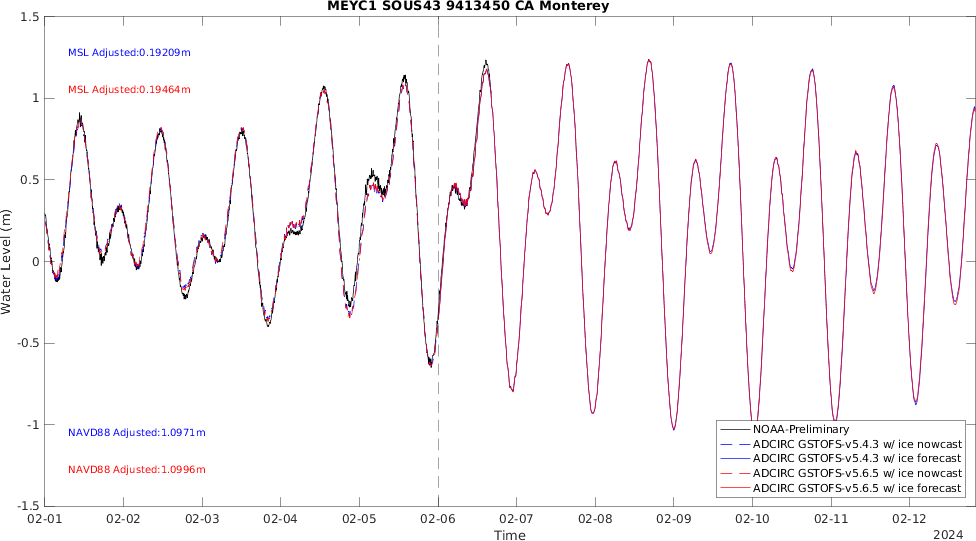 MEYC1 SOUS43 9413450 CA Monterey
1.5
1
0.5
0
-0.5
-1
-1.5
Water Level (m)
MSL Adjusted:0.19209m
MSL Adjusted:0.19464m
NAVD88 Adjusted:1.0971m
NAVD88 Adjusted:1.0996m
NOAA-Preliminary
ADCIRC GSTOFS-v5.4.3 w/ ice nowcast
ADCIRC GSTOFS-v5.4.3 w/ ice forecast
ADCIRC GSTOFS-v5.6.5 w/ ice nowcast
ADCIRC GSTOFS-v5.6.5 w/ ice forecast
02-01 02-02 02-03 02-04 02-05 02-06 02-07 02-08 02-09 02-10 02-11 02-12
Time
2024